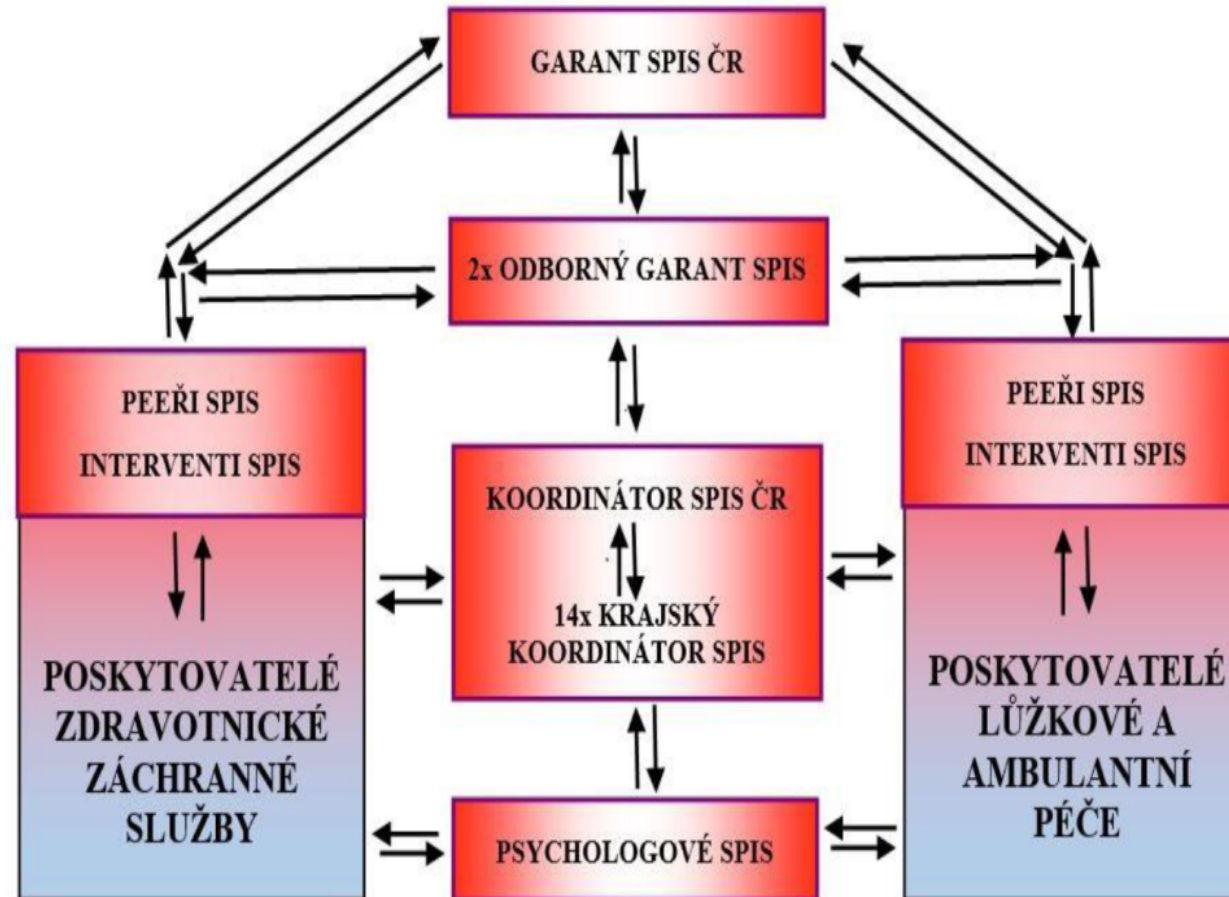 GARANT SPIS ČR
2x ODBORNÝ GARANT SPIS
PEEŘI SPIS
INTERVENTI SPIS
POSKYTOVATELÉ
ZDRAVOTNICKÉ
ZÁCHRANNÉ
SLUŽBY
KOORDINÁTOR SPIS ČR
14x KRAJSKÝ
KOORDINÁTOR SPIS
PSYCHOLOGOVÉ SPIS
PEEŘI SPIS
INTERVENTI SPIS
POSKYTOVATELÉ
LŮŽKOVÉ A
AMBULANTNÍ
PÉČE